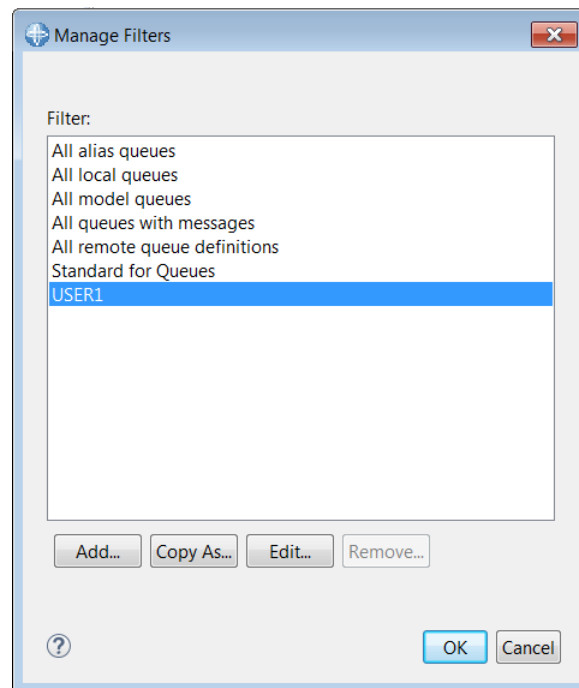 Manage Filters
Filter:
All alias queues
All local queues
All model queues
All queues with messages
All remote queue definitions
Standard for Queues
USER1
Add... Copy As... Edit... Remove...
? OK Cancel